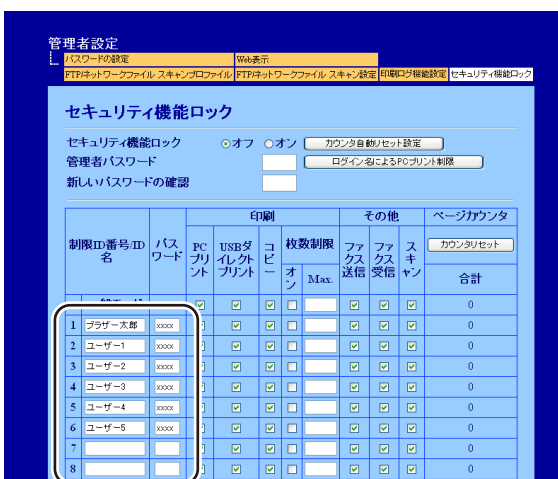 管理者設定
パスワードの設定 Web表示
FTP/ネットワークファイル スキャンプロファイル FTP/ネットワークファイル スキャン設定 印刷ログ機能設定 セキュリティ機能ロック
セキュリティ機能ロック
セキュリティ機能ロック オフ オン カウンタ自動リセット設定
管理者パスワード ログイン名によるPCプリント制限
新しいパスワードの確認
印刷 その他 ページカウンタ
制限ID番号/ID名 パスワード PCプリント USBダイレクトプリント コピー 枚数制限 ファクス送信 ファクス受信 スキャン カウンタリセット
オン Max. 合計
0
1 ブラザー太郎 xxxx 0
2 ユーザー1 xxxx 0
3 ユーザー2 xxxx 0
4 ユーザー3 xxxx 0
5 ユーザー4 xxxx 0
6 ユーザー5 xxxx 0
7 0
8 0